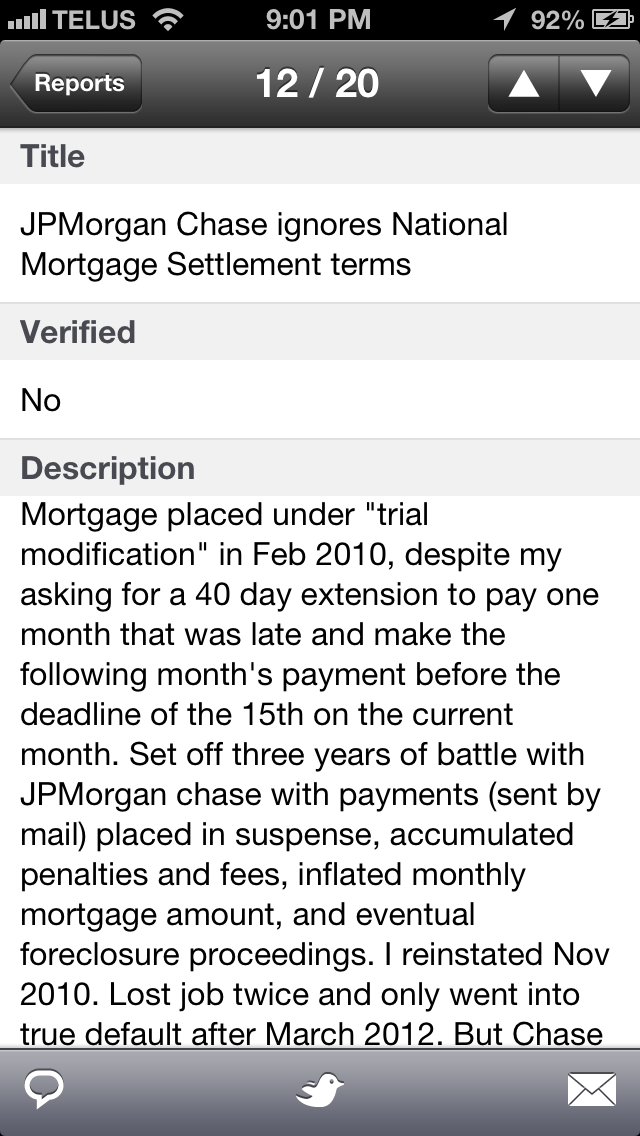 TELUS 9:01 PM 92%
Reports 12 / 20
Title
JPMorgan Chase ignores National
Mortgage Settlement terms
Verified
No
Description
Mortgage placed under "trial
modification" in Feb 2010, despite my
asking for a 40 day extension to pay one
month that was late and make the
following month's payment before the
deadline of the 15th on the current
month. Set off three years of battle with
JPMorgan chase with payments (sent by
mail) placed in suspense, accumulated
penalties and fees, inflated monthly
mortgage amount, and eventual
foreclosure proceedings. I reinstated Nov
2010. Lost job twice and only went into
true default after March 2012. But Chase